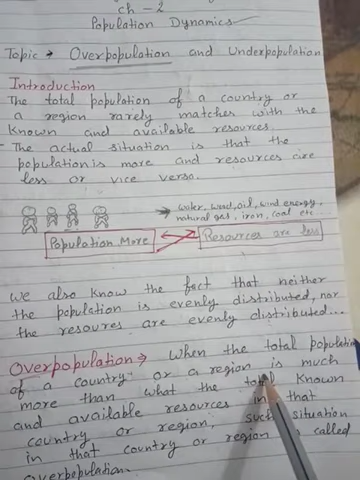 ch - 2
Population Dynamics
Topic → Overpopulation and Underpopulation
Introduction
The total population of a country or
a region rarely matches with the
known and available resources.
- The actual situation is that the
population is more and resources are
less or vice versa.
→ water, wood, oil, wind energy,
natural gas, iron, coal etc
Population More
Resources are less
We also know the fact that neither
the population is evenly distributed, nor
the resoures are evenly distributed...
Overpopulation → When the total population
of a country or a region is much
more than what the total known
and available resources in that
country or region, such situation
in that country or region is called
overpopulation.